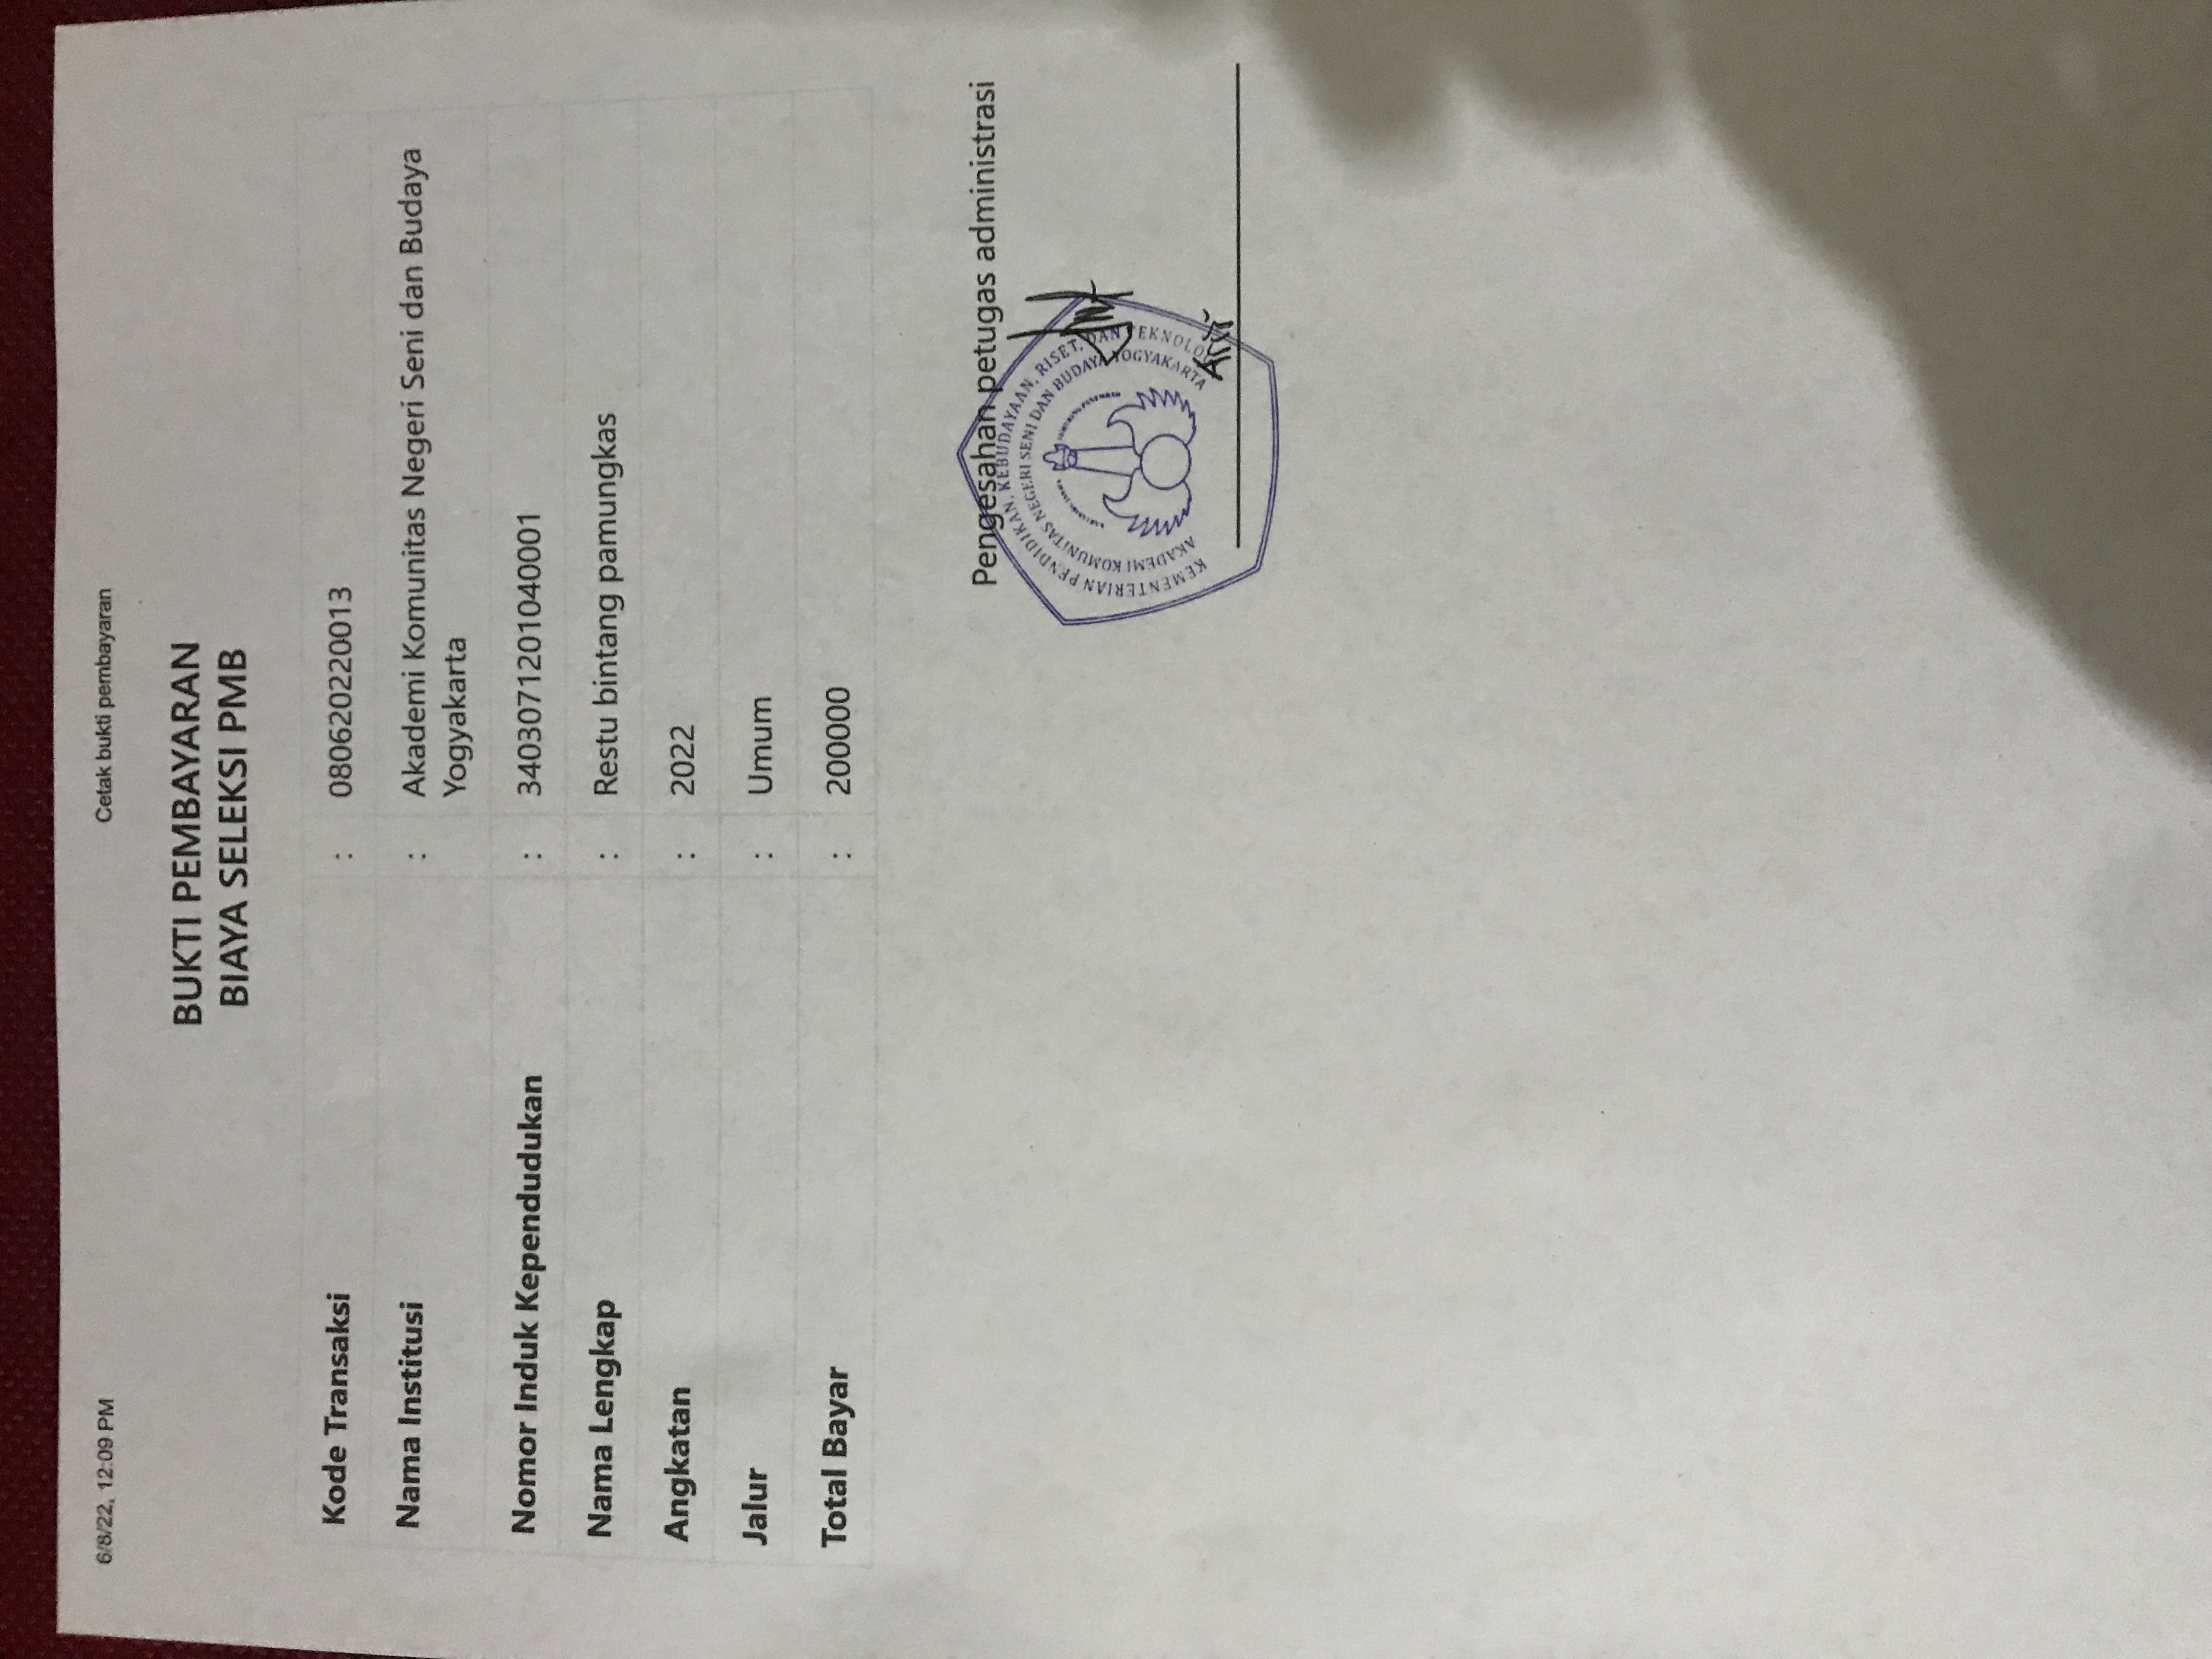 6/8/22, 12:09 PM Cetak bukti pembayaran
BUKTI PEMBAYARAN
BIAYA SELEKSI PMB
Kode Transaksi : 080620220013
Nama Institusi : Akademi Komunitas Negeri Seni dan Budaya
Yogyakarta
Nomor Induk Kependudukan : 3403071201040001
Nama Lengkap : Restu bintang pamungkas
Angkatan : 2022
Jalur : Umum
Total Bayar : 200000
Pengesahan petugas administrasi
KEMENTERIAN PENDIDIKAN, KEBUDAYAAN, RISET, DAN TEKNOLO
AKADEMI KOMUNITAS NEGERI SENI DAN BUDAYA YOGYAKARTA